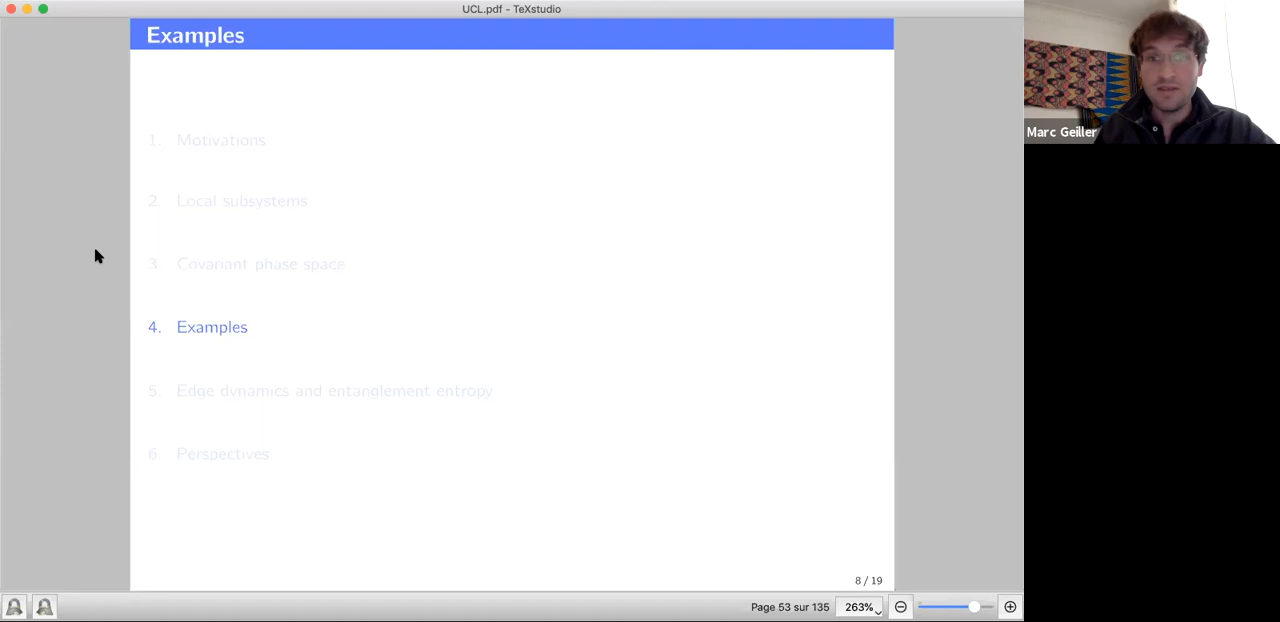 UCL.pdf - TeXstudio
Examples
1. Motivations
2. Local subsystems
3. Covariant phase space
4. Examples
5. Edge dynamics and entanglement entropy
6. Perspectives
8 / 19
Page 53 sur 135
263%
Marc Geiller